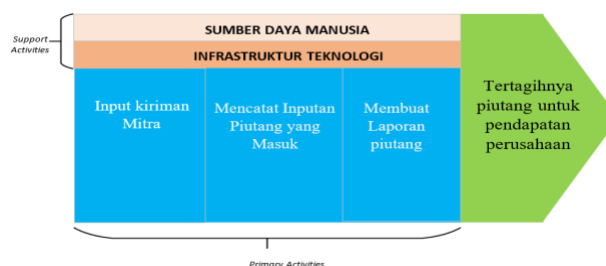 SUMBER DAYA MANUSIA
Support
Activities
INFRASTRUKTUR TEKNOLOGI
Input kiriman
Mitra
Mencatat Inputan
Piutang yang
Masuk
Membuat
Laporan
piutang
Tertagihnya
piutang untuk
pendapatan
perusahaan
Primary Activities